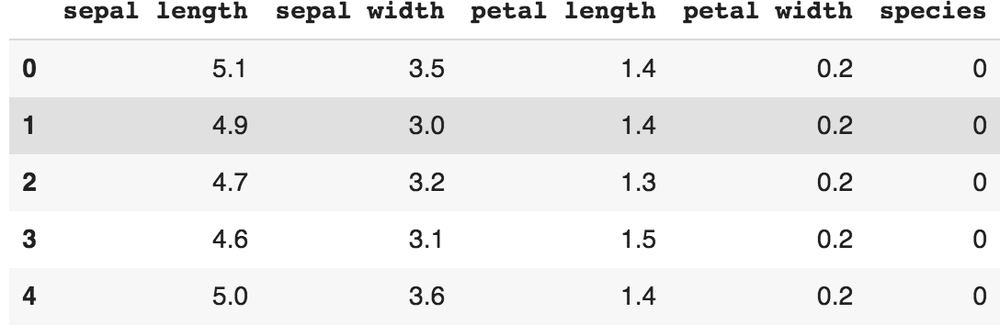 sepal length sepal width petal length petal width species
0 5.1 3.5 1.4 0.2 0
1 4.9 3.0 1.4 0.2 0
2 4.7 3.2 1.3 0.2 0
3 4.6 3.1 1.5 0.2 0
4 5.0 3.6 1.4 0.2 0